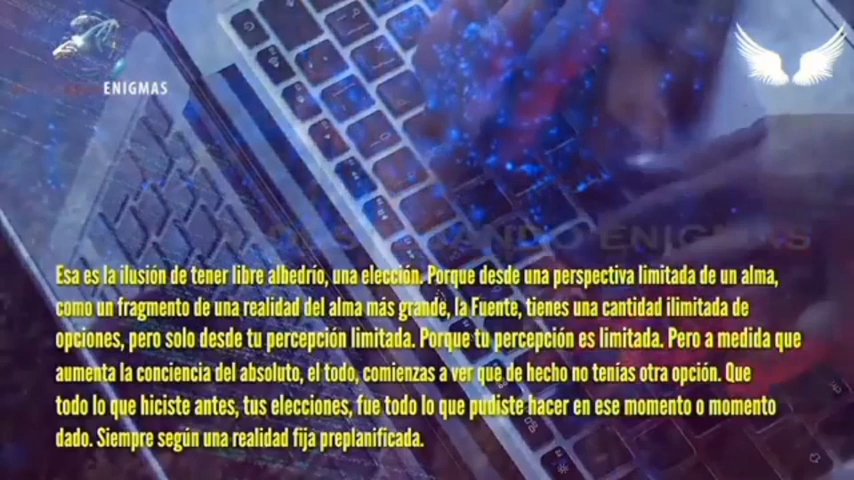 ENIGMAS
ENIGMAS
Esa es la ilusión de tener libre albedrío, una elección. Porque desde una perspectiva limitada de un alma,
como un fragmento de una realidad del alma más grande, la Fuente, tienes una cantidad ilimitada de
opciones, pero solo desde tu percepción limitada. Porque tu percepción es limitada. Pero a medida que
aumenta la conciencia del absoluto, el todo, comienzas a ver que de hecho no tenías otra opción. Que
todo lo que hiciste antes, tus elecciones, fue todo lo que pudiste hacer en ese momento o momento
dado. Siempre según una realidad fija preplanificada.